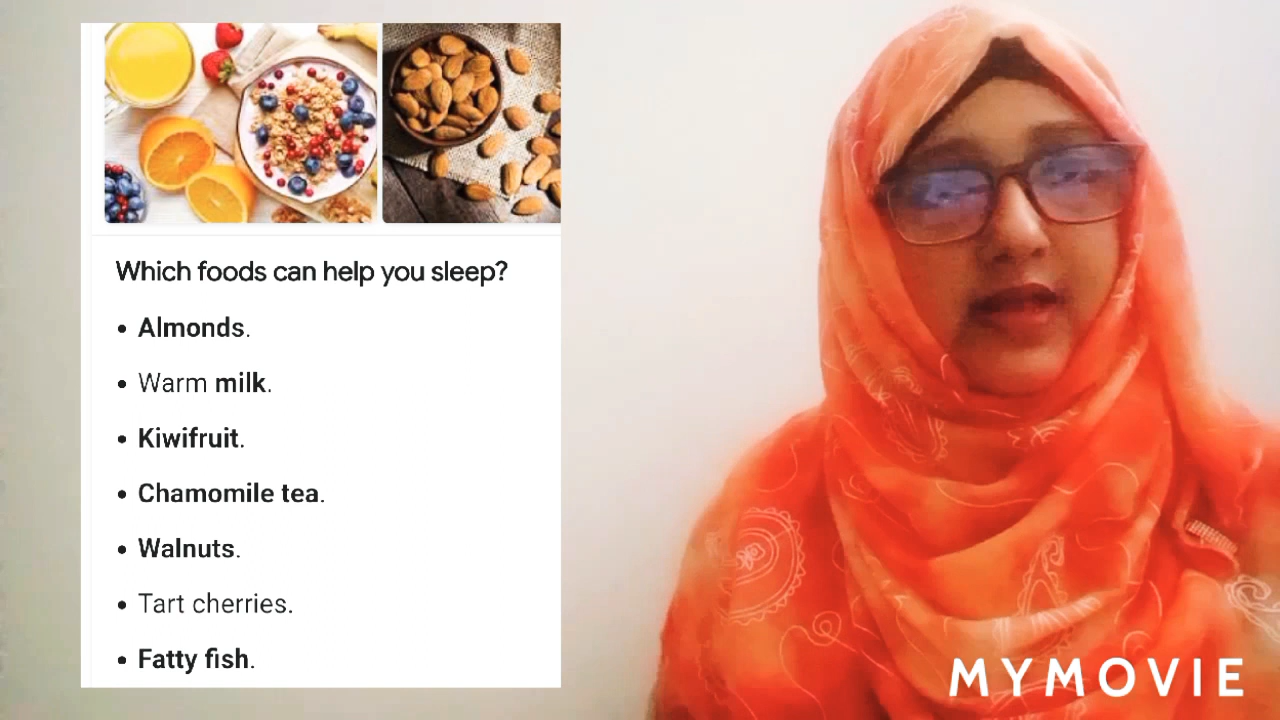 Which foods can help you sleep?
• Almonds.
• Warm milk.
• Kiwifruit.
• Chamomile tea.
• Walnuts.
• Tart cherries.
• Fatty fish.
MYMOVIE